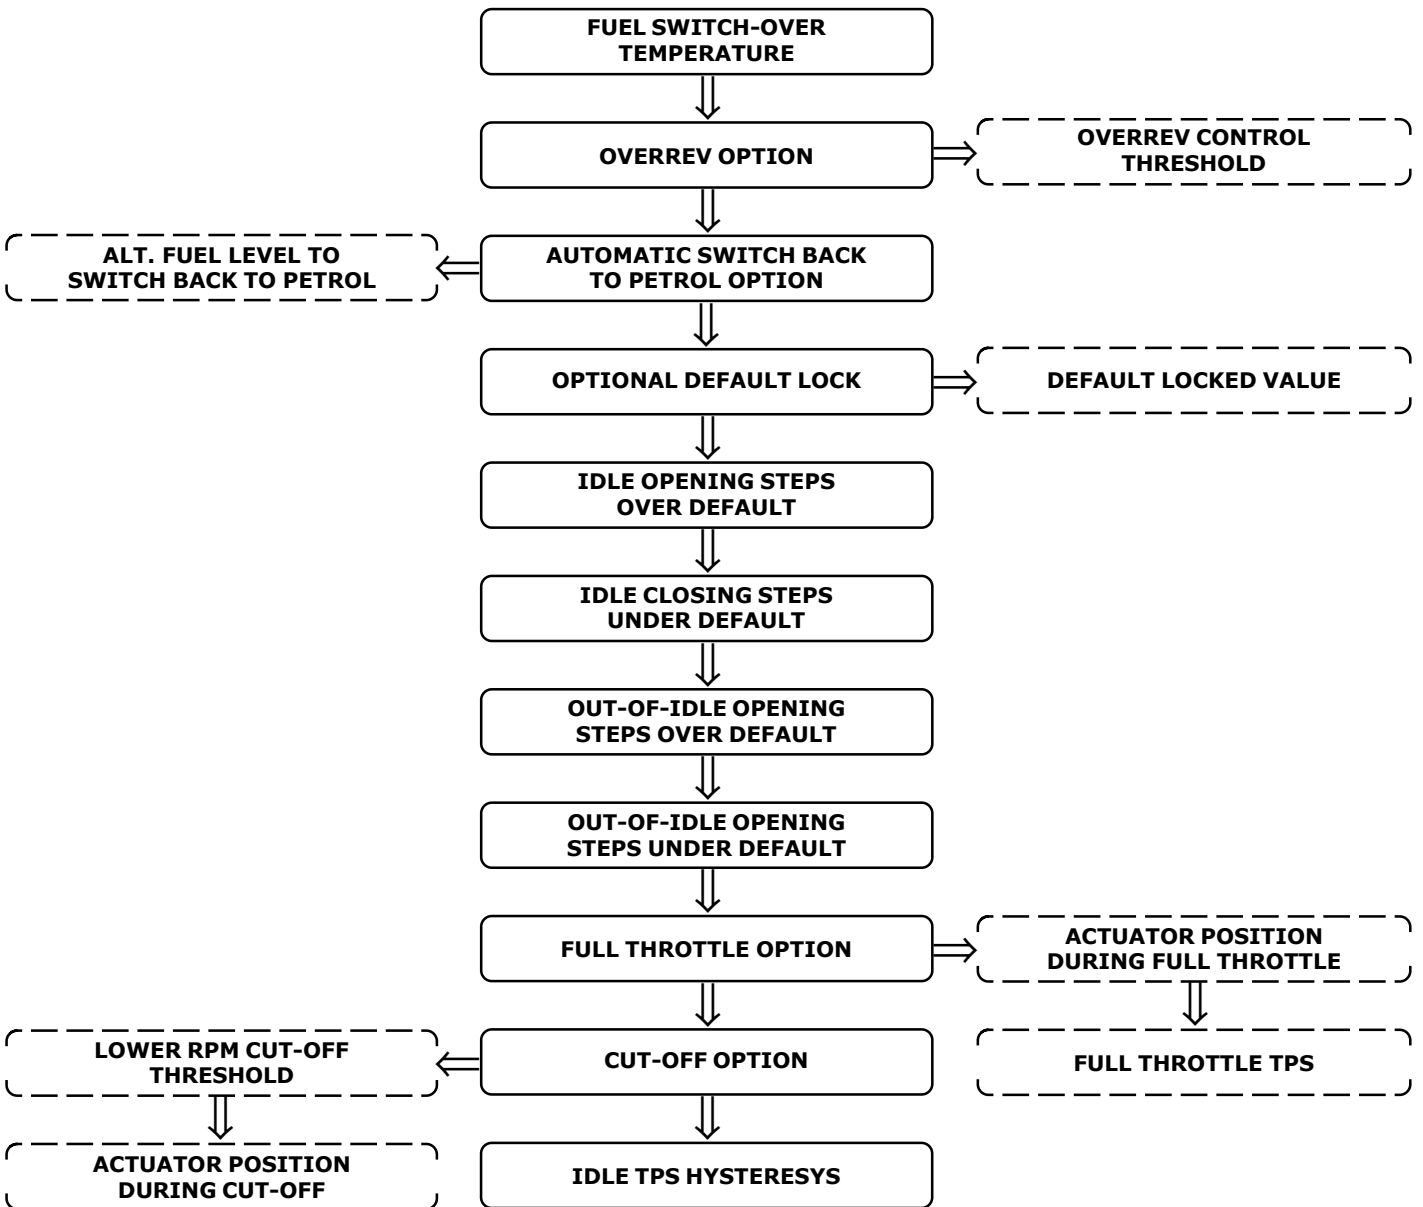 FUEL SWITCH-OVER
TEMPERATURE
OVERREV OPTION
OVERREV CONTROL
THRESHOLD
ALT. FUEL LEVEL TO
SWITCH BACK TO PETROL
AUTOMATIC SWITCH BACK
TO PETROL OPTION
OPTIONAL DEFAULT LOCK
DEFAULT LOCKED VALUE
IDLE OPENING STEPS
OVER DEFAULT
IDLE CLOSING STEPS
UNDER DEFAULT
OUT-OF-IDLE OPENING
STEPS OVER DEFAULT
OUT-OF-IDLE OPENING
STEPS UNDER DEFAULT
FULL THROTTLE OPTION
ACTUATOR POSITION
DURING FULL THROTTLE
LOWER RPM CUT-OFF
THRESHOLD
CUT-OFF OPTION
FULL THROTTLE TPS
ACTUATOR POSITION
DURING CUT-OFF
IDLE TPS HYSTERESYS